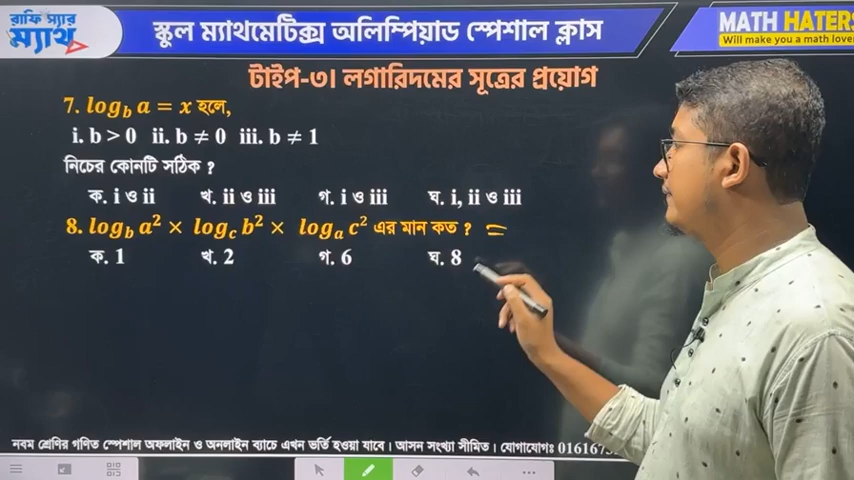 রাফি স্যার
ম্যাথ
স্কুল ম্যাথমেটিক্স অলিম্পিয়াড স্পেশাল ক্লাস
MATH HATERS
Will make you a math lover
টাইপ-৩। লগারিদমের সূত্রের প্রয়োগ
7. log_b a = x হলে,
i. b > 0 ii. b ≠ 0 iii. b ≠ 1
নিচের কোনটি সঠিক ?
ক. i ও ii খ. ii ও iii গ. i ও iii ঘ. i, ii ও iii
8. log_b a² × log_c b² × log_a c² এর মান কত ? =
ক. 1 খ. 2 গ. 6 ঘ. 8
নবম শ্রেণির গণিত স্পেশাল অফলাইন ও অনলাইন ব্যাচে এখন ভর্তি হওয়া যাবে। আসন সংখ্যা সীমিত। যোগাযোগঃ